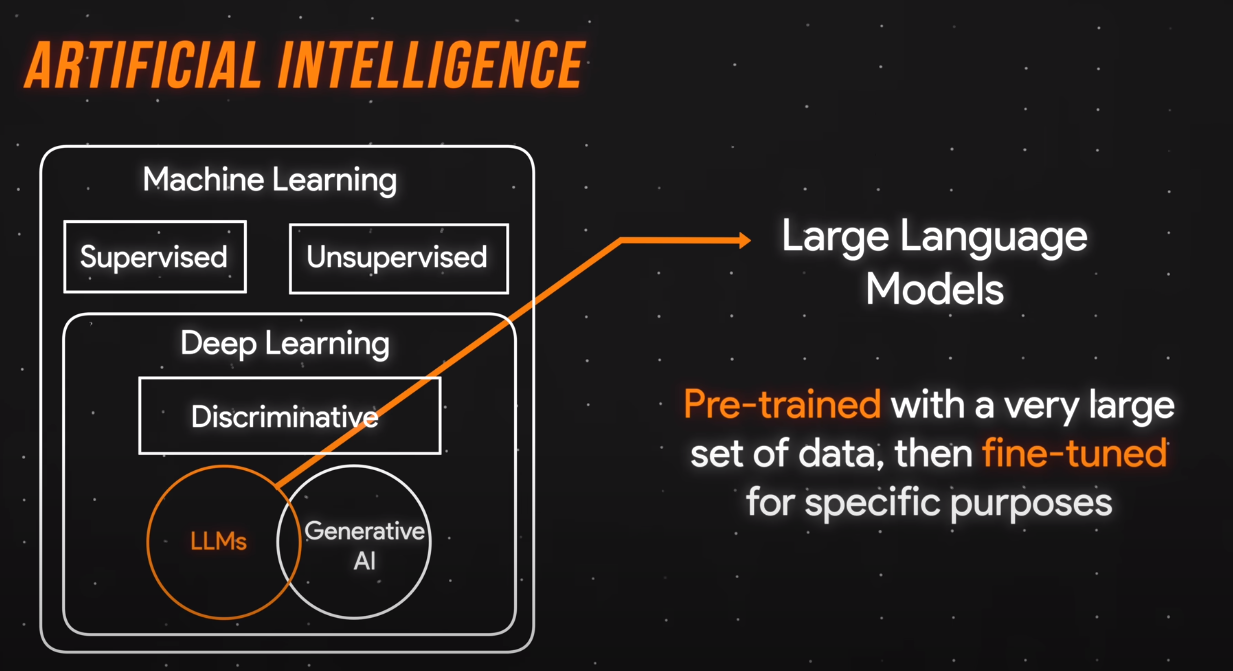 ARTIFICIAL INTELLIGENCE
Machine Learning
Supervised
Unsupervised
Deep Learning
Discriminative
LLMs
Generative
AI
Large Language
Models
Pre-trained with a very large
set of data, then fine-tuned
for specific purposes